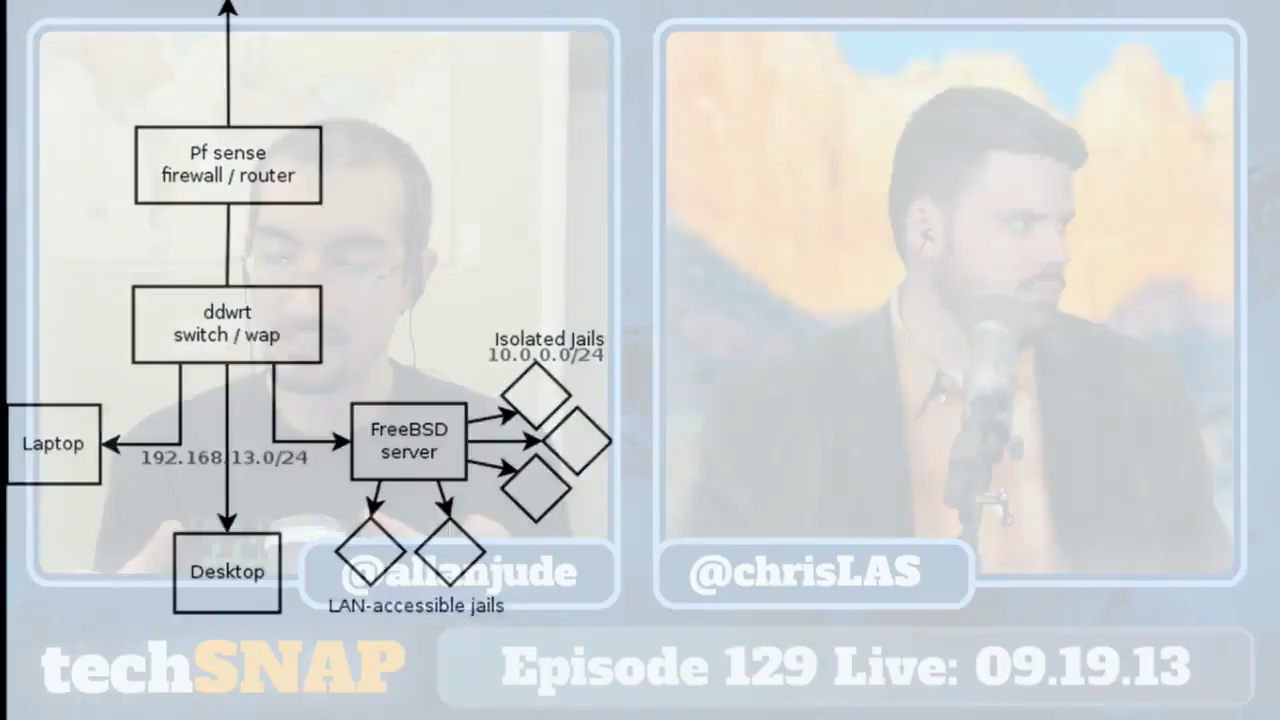 Pf sense
firewall / router
ddwrt
switch / wap
Isolated Jails
10.0.0.0/24
Laptop
FreeBSD
server
192.168.13.0/24
Desktop
@allanjude
@chrisLAS
LAN-accessible jails
techSNAP
Episode 129 Live: 09.19.13